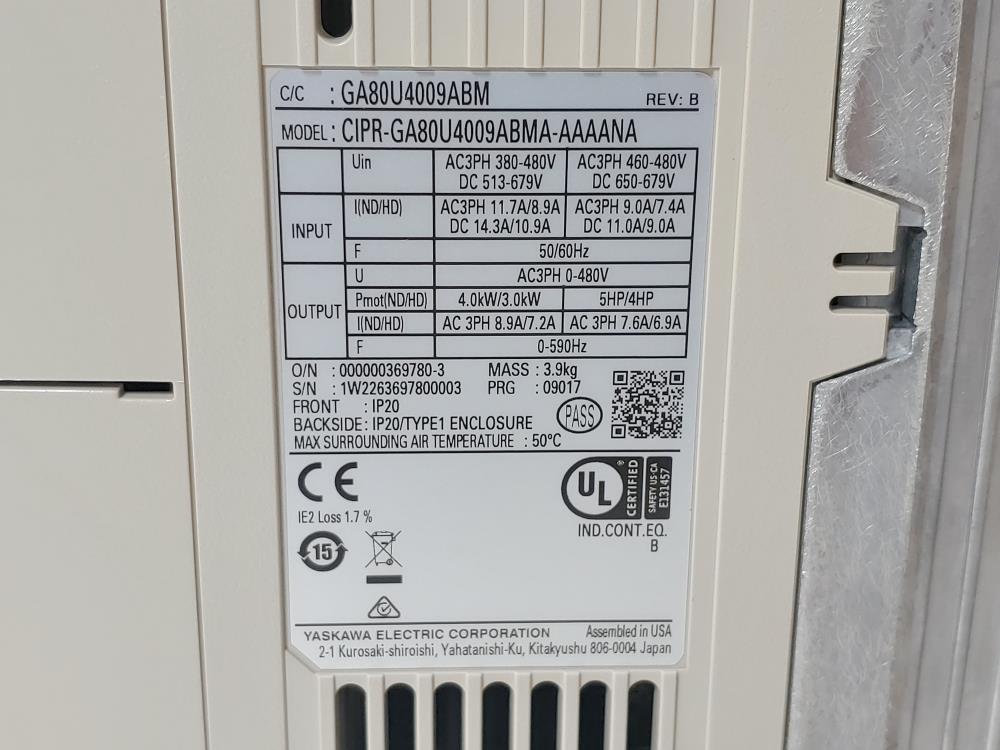 C/C : GA80U4009ABM REV: B
MODEL : CIPR-GA80U4009ABMA-AAAANA
Uin AC3PH 380-480V AC3PH 460-480V
DC 513-679V DC 650-679V
INPUT I(ND/HD) AC3PH 11.7A/8.9A AC3PH 9.0A/7.4A
DC 14.3A/10.9A DC 11.0A/9.0A
F 50/60Hz
OUTPUT U AC3PH 0-480V
Pmot(ND/HD) 4.0kW/3.0kW 5HP/4HP
I(ND/HD) AC 3PH 8.9A/7.2A AC 3PH 7.6A/6.9A
F 0-590Hz
O/N : 000000369780-3 MASS : 3.9kg
S/N : 1W2263697800003 PRG : 09017
FRONT : IP20
BACKSIDE : IP20/TYPE1 ENCLOSURE
PASS
MAX SURROUNDING AIR TEMPERATURE : 50°C
CE
IE2 Loss 1.7 %
15
UL ® CERTIFIED
SAFETY US·CA
E131457
IND.CONT.EQ.
B
YASKAWA ELECTRIC CORPORATION Assembled in USA
2-1 Kurosaki-shiroishi, Yahatanishi-Ku, Kitakyushu 806-0004 Japan